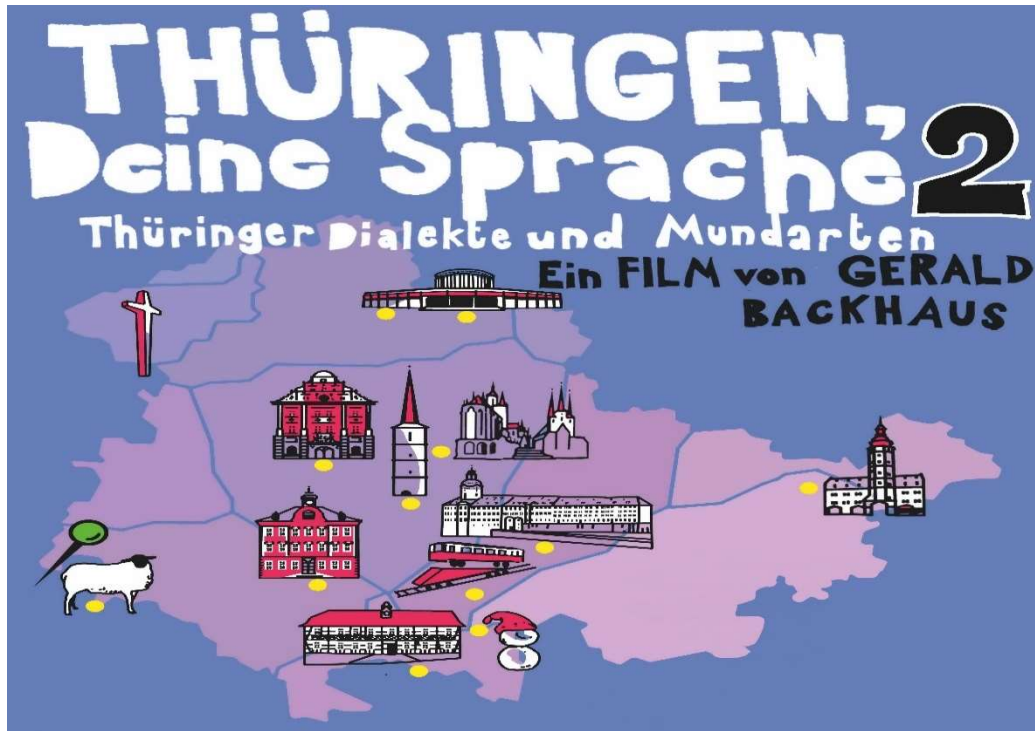 THÜRINGEN,
Deine Sprache 2
Thüringer Dialekte und Mundarten
Ein FILM von GERALD
BACKHAUS